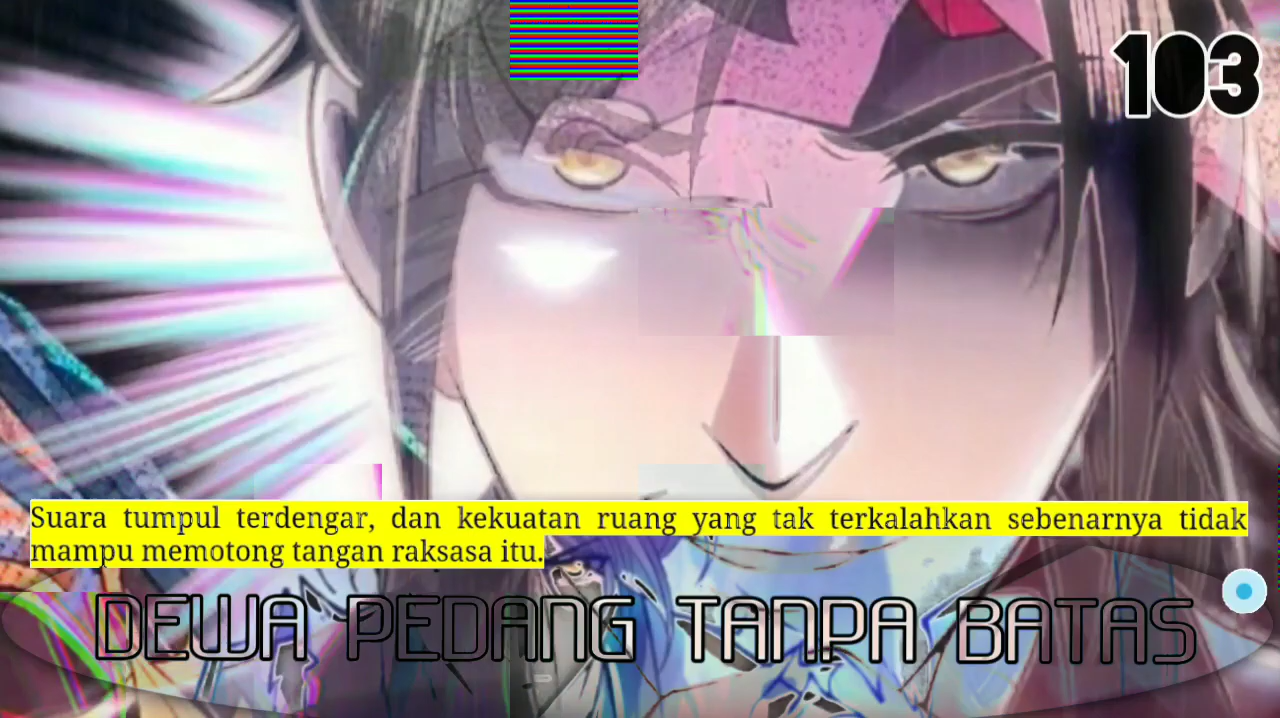 103
Suara tumpul terdengar, dan kekuatan ruang yang tak terkalahkan sebenarnya tidak
mampu memotong tangan raksasa itu.
DEWA PEDANG TANPA BATAS